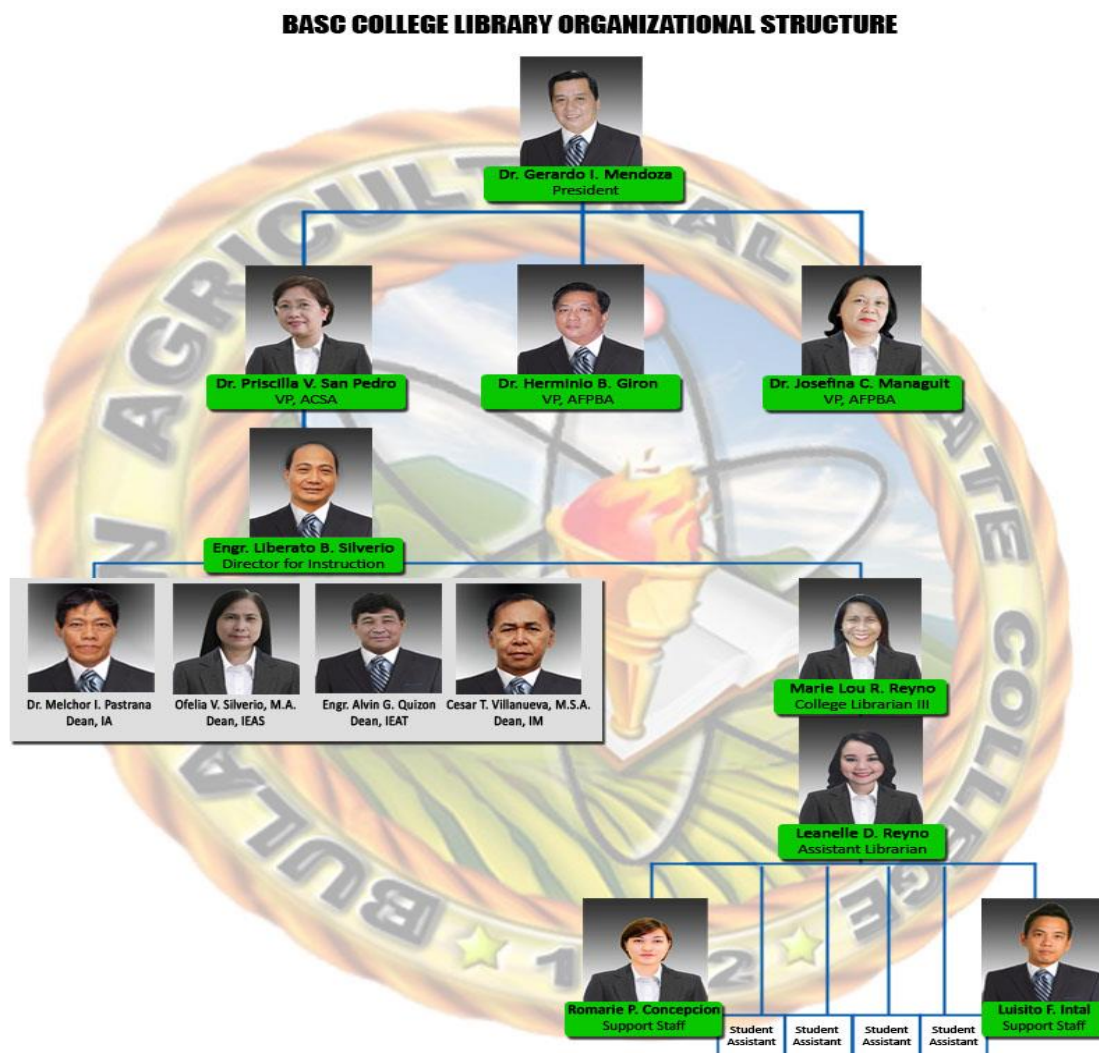 BASC COLLEGE LIBRARY ORGANIZATIONAL STRUCTURE
Dr. Gerardo I. Mendoza
President
Dr. Priscilla V. San Pedro
VP, ACSA
Dr. Herminio B. Giron
VP, AFPBA
Dr. Josefina C. Managuit
VP, AFPBA
Engr. Liberato B. Silverio
Director for Instruction
Dr. Melchor I. Pastrana
Dean, IA
Ofelia V. Silverio, M.A.
Dean, IEAS
Engr. Alvin G. Quizon
Dean, IEAT
Cesar T. Villanueva, M.S.A.
Dean, IM
Marie Lou R. Reyno
College Librarian III
Leanelle D. Reyno
Assistant Librarian
Romarie P. Concepcion
Support Staff
Student
Assistant
Student
Assistant
Student
Assistant
Student
Assistant
Luisito F. Intal
Support Staff
AGRICULTURAL
COLLEGE